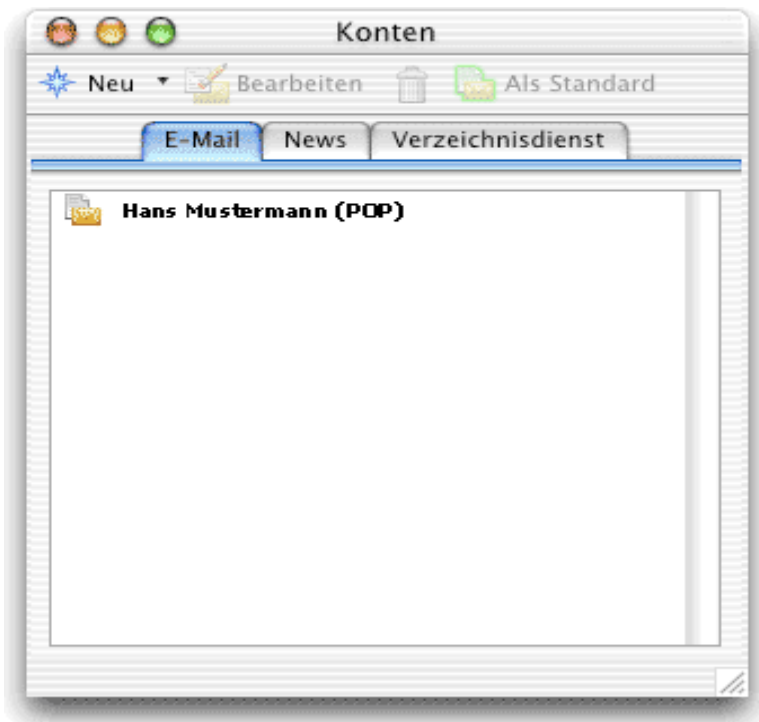 Konten
Neu Bearbeiten Als Standard
E-Mail News Verzeichnisdienst
Hans Mustermann (POP)